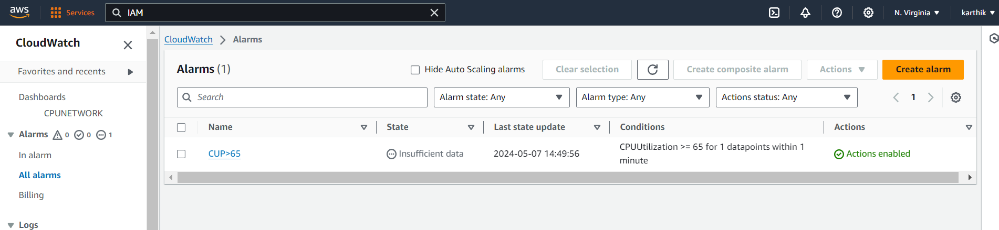 aws
Services
IAM
N. Virginia
karthik
CloudWatch
Favorites and recents
Dashboards
CPUNETWORK
Alarms 0 0 1
In alarm
All alarms
Billing
Logs
CloudWatch > Alarms
Alarms (1)
Hide Auto Scaling alarms
Clear selection
Create composite alarm
Actions
Create alarm
Search
Alarm state: Any
Alarm type: Any
Actions status: Any
1
Name State Last state update Conditions Actions
CUP>65 Insufficient data 2024-05-07 14:49:56 CPUUtilization >= 65 for 1 datapoints within 1 Actions enabled
minute